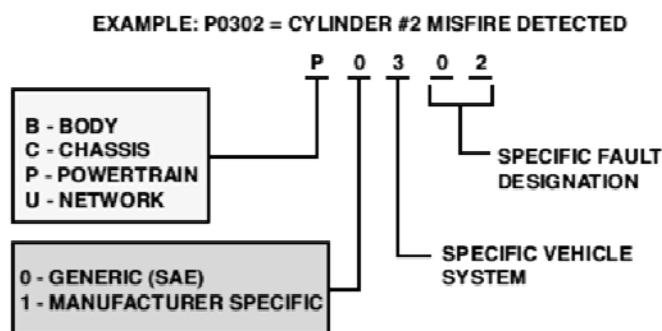 EXAMPLE: P0302 = CYLINDER #2 MISFIRE DETECTED
P 0 3 0 2
B - BODY
C - CHASSIS
P - POWERTRAIN
U - NETWORK
SPECIFIC FAULT
DESIGNATION
0 - GENERIC (SAE)
1 - MANUFACTURER SPECIFIC
SPECIFIC VEHICLE
SYSTEM